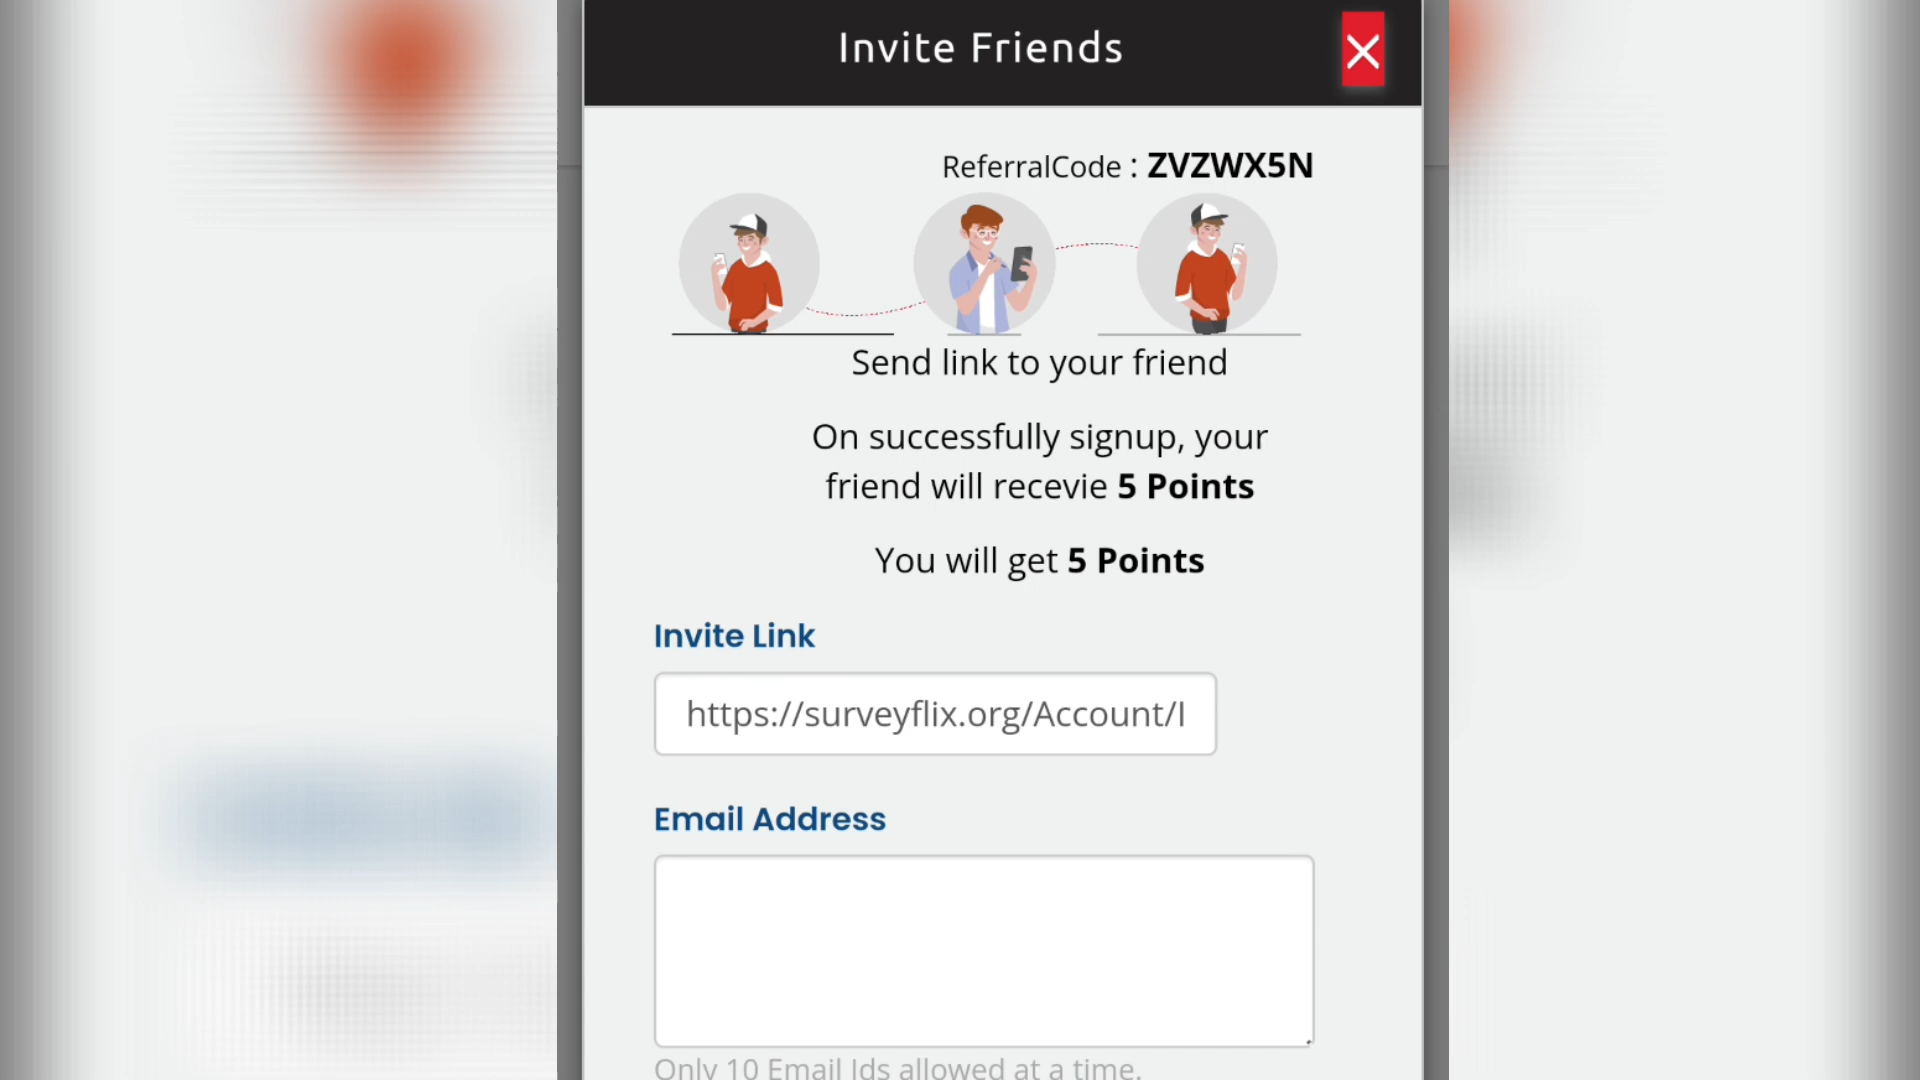 Invite Friends
ReferralCode : ZVZWX5N
Send link to your friend
On successfully signup, your
friend will recevie 5 Points
You will get 5 Points
Invite Link
https://surveyflix.org/Account/I
Email Address
Only 10 Email Ids allowed at a time.